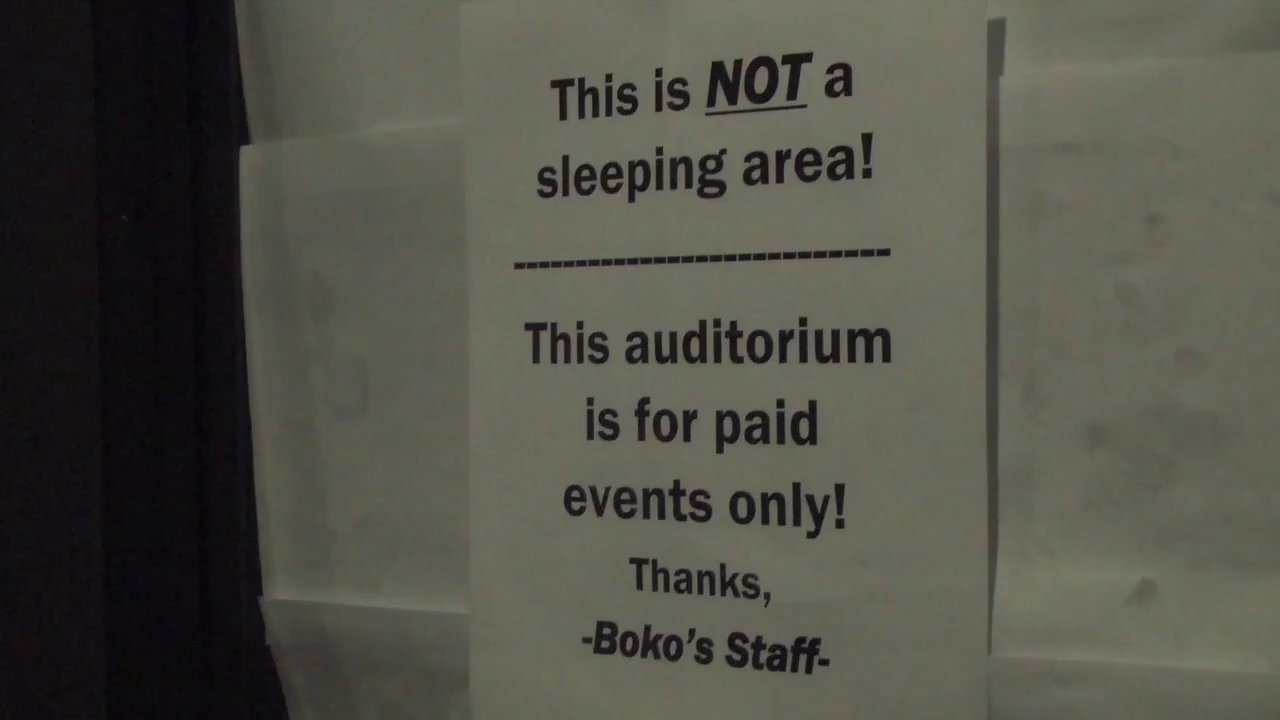 This is NOT a
sleeping area!
------------------------------
This auditorium
is for paid
events only!
Thanks,
-Boko's Staff-